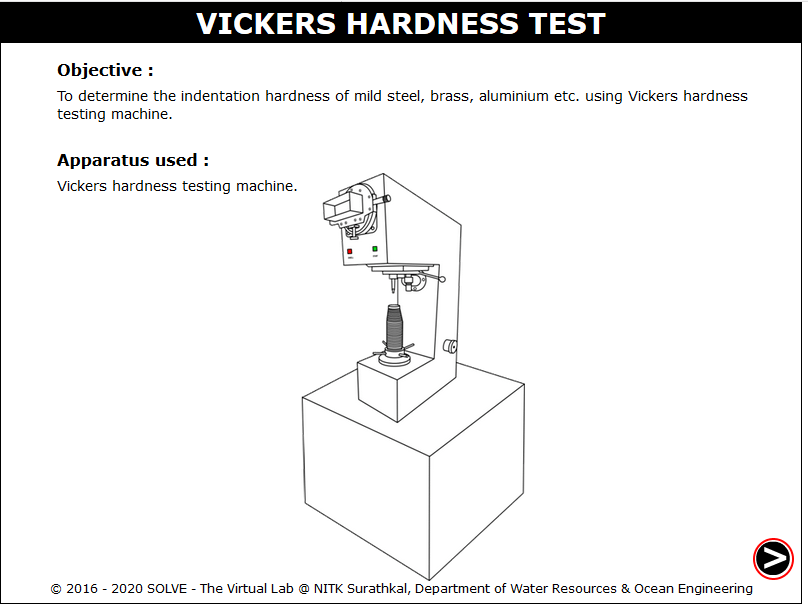 VICKERS HARDNESS TEST
Objective :
To determine the indentation hardness of mild steel, brass, aluminium etc. using Vickers hardness
testing machine.
Apparatus used :
Vickers hardness testing machine.
© 2016 - 2020 SOLVE - The Virtual Lab @ NITK Surathkal, Department of Water Resources & Ocean Engineering